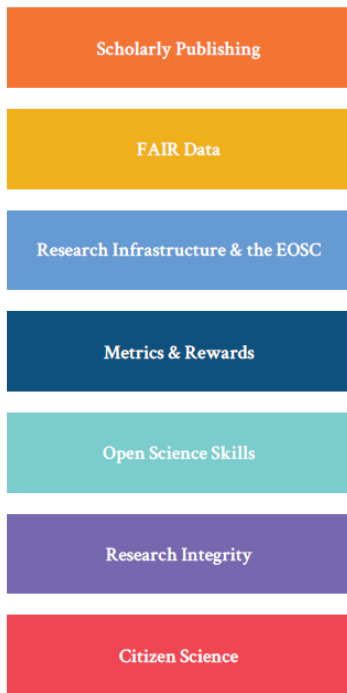 Scholarly Publishing
FAIR Data
Research Infrastructure & the EOSC
Metrics & Rewards
Open Science Skills
Research Integrity
Citizen Science